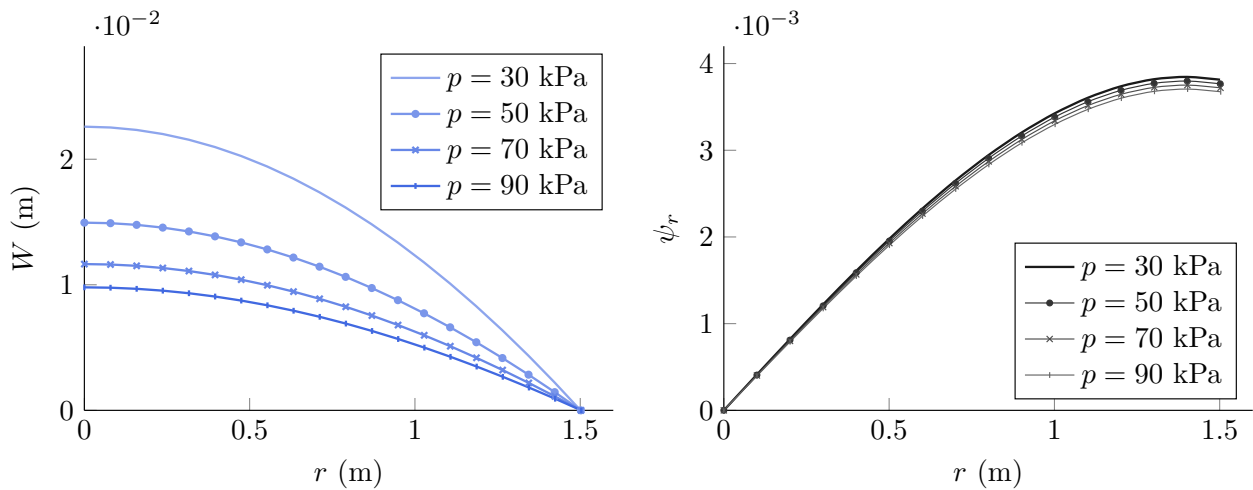 ·10⁻²
2
1
0
W (m)
0
0.5
1
1.5
r (m)
p = 30 kPa
p = 50 kPa
p = 70 kPa
p = 90 kPa
·10⁻³
4
3
2
1
0
ψᵣ
0
0.5
1
1.5
r (m)
p = 30 kPa
p = 50 kPa
p = 70 kPa
p = 90 kPa